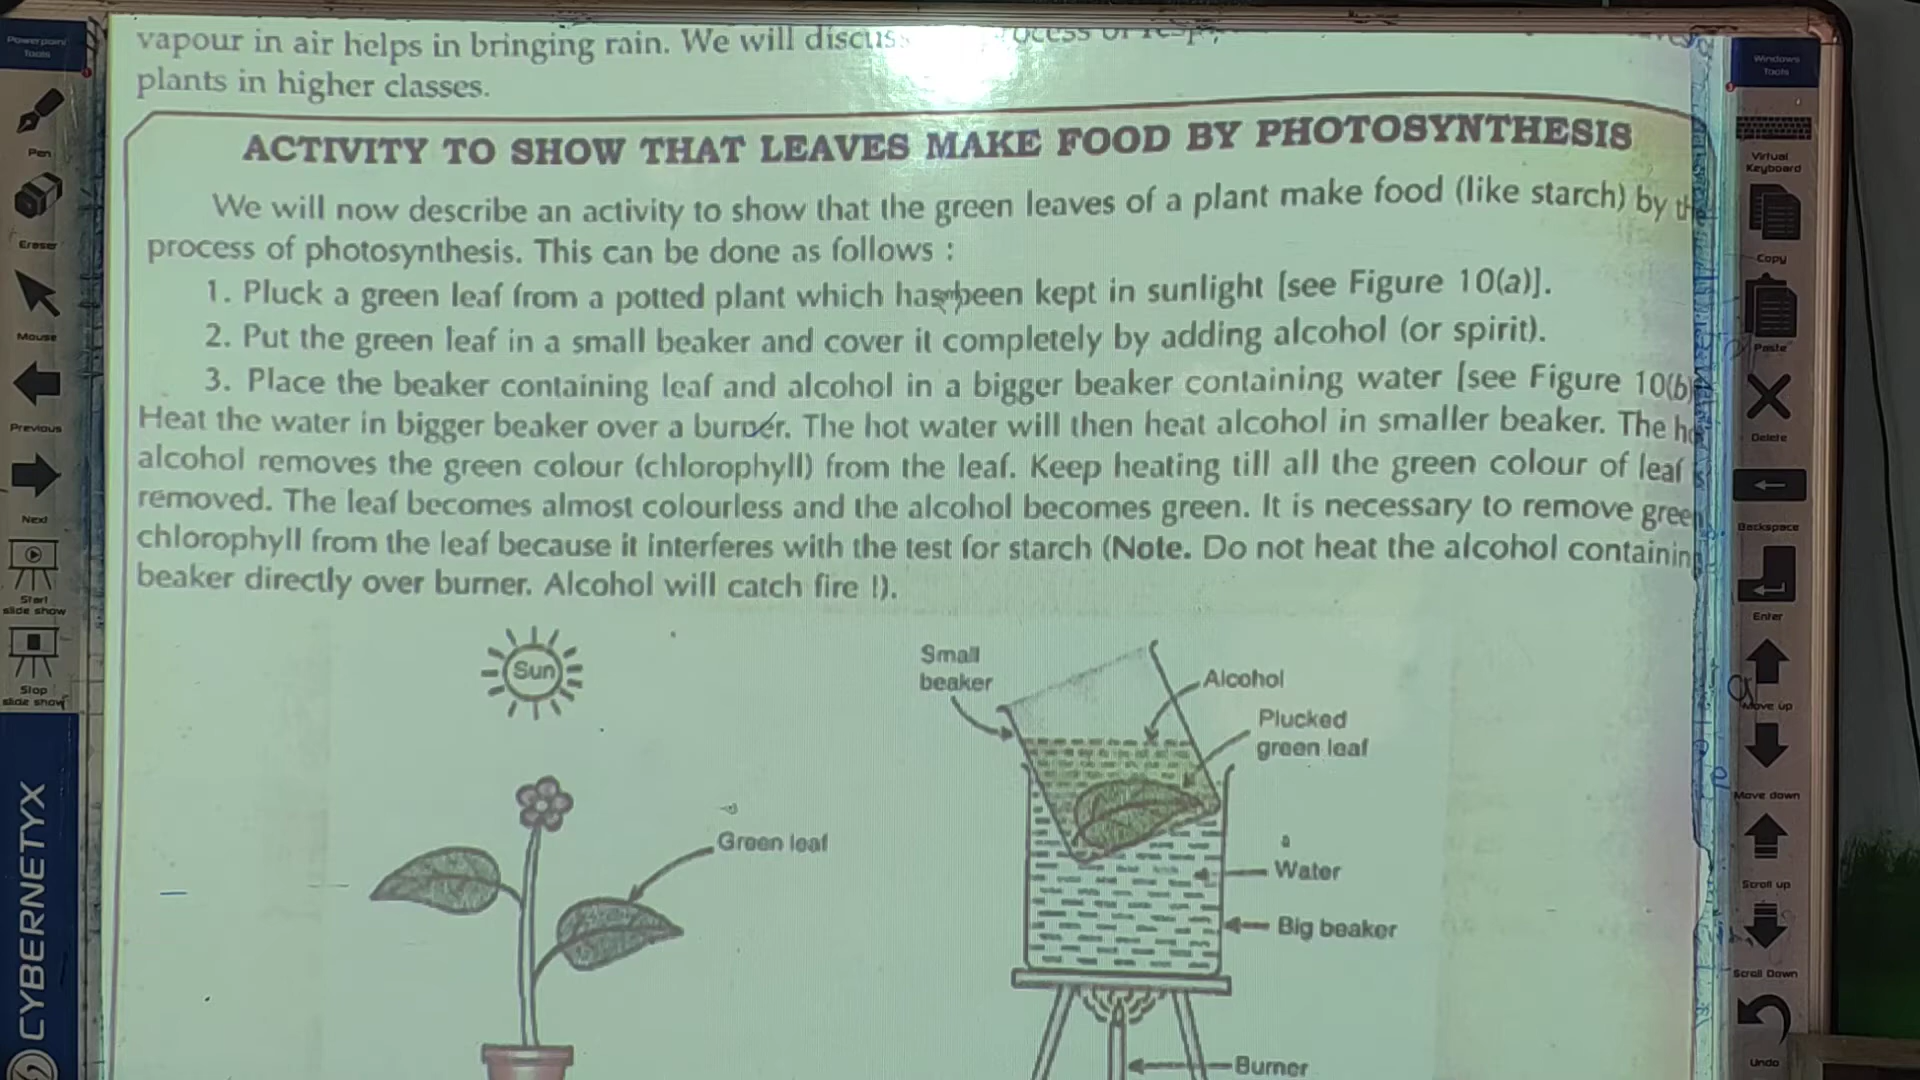 vapour in air helps in bringing rain. We will discus
plants in higher classes.
ACTIVITY TO SHOW THAT LEAVES MAKE FOOD BY PHOTOSYNTHESIS
We will now describe an activity to show that the green leaves of a plant make food (like starch) by the
process of photosynthesis. This can be done as follows :
1. Pluck a green leaf from a potted plant which has been kept in sunlight [see Figure 10(a)].
2. Put the green leaf in a small beaker and cover it completely by adding alcohol (or spirit).
3. Place the beaker containing leaf and alcohol in a bigger beaker containing water [see Figure 10(b)
Heat the water in bigger beaker over a burner. The hot water will then heat alcohol in smaller beaker. The
alcohol removes the green colour (chlorophyll) from the leaf. Keep heating till all the green colour of leaf
removed. The leaf becomes almost colourless and the alcohol becomes green. It is necessary to remove green
chlorophyll from the leaf because it interferes with the test for starch (Note. Do not heat the alcohol containing
beaker directly over burner. Alcohol will catch fire !).
Sun
Green leaf
Small
beaker
Alcohol
Plucked
green leaf
Water
Big beaker
Burner
Powerpoint
Tools
Pen
Eraser
Mouse
Previous
Next
Start
slide show
Stop
slide show
CYBERNETYX
Windows
Tools
Virtual
Keyboard
Copy
Paste
Delete
Backspace
Enter
Move up
Move down
Scroll up
Scroll Down
Undo